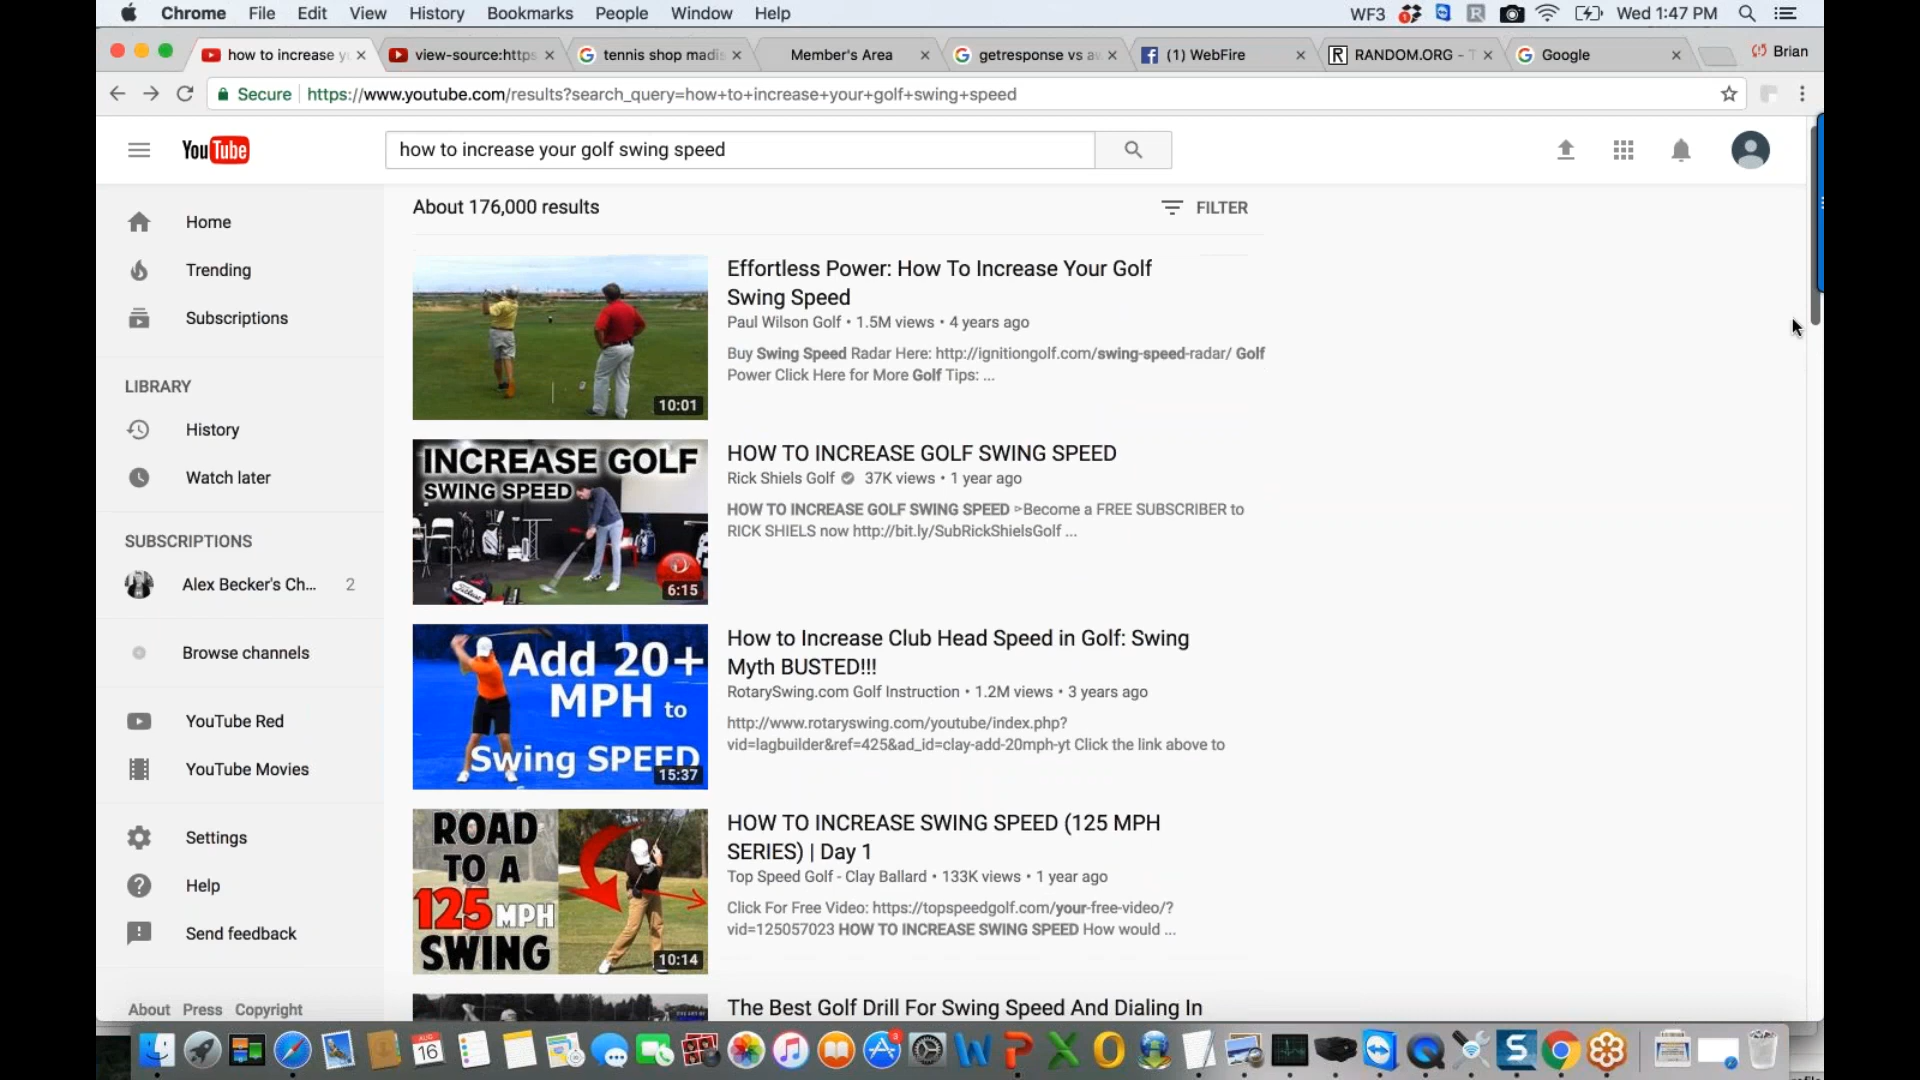 Chrome File Edit View History Bookmarks People Window Help WF3 Wed 1:47 PM
how to increase y view-source:https tennis shop madis Member's Area getresponse vs aw (1) WebFire RANDOM.ORG - T Google Brian
Secure https://www.youtube.com/results?search_query=how+to+increase+your+golf+swing+speed
YouTube how to increase your golf swing speed
About 176,000 results FILTER
Home
Trending
Subscriptions
LIBRARY
History
Watch later
SUBSCRIPTIONS
Alex Becker's Ch... 2
Browse channels
YouTube Red
YouTube Movies
Settings
Help
Send feedback
About Press Copyright
10:01
Effortless Power: How To Increase Your Golf
Swing Speed
Paul Wilson Golf • 1.5M views • 4 years ago
Buy Swing Speed Radar Here: http://ignitiongolf.com/swing-speed-radar/ Golf
Power Click Here for More Golf Tips: ...
INCREASE GOLF
SWING SPEED
Titleist
6:15
HOW TO INCREASE GOLF SWING SPEED
Rick Shiels Golf 37K views • 1 year ago
HOW TO INCREASE GOLF SWING SPEED ►Become a FREE SUBSCRIBER to
RICK SHIELS now http://bit.ly/SubRickShielsGolf ...
Add 20+
MPH to
Swing SPEED
15:37
How to Increase Club Head Speed in Golf: Swing
Myth BUSTED!!!
RotarySwing.com Golf Instruction • 1.2M views • 3 years ago
http://www.rotaryswing.com/youtube/index.php?
vid=lagbuilder&ref=425&ad_id=clay-add-20mph-yt Click the link above to
ROAD
TO A
125 MPH
SWING
10:14
HOW TO INCREASE SWING SPEED (125 MPH
SERIES) | Day 1
Top Speed Golf - Clay Ballard • 133K views • 1 year ago
Click For Free Video: https://topspeedgolf.com/your-free-video/?
vid=125057023 HOW TO INCREASE SWING SPEED How would ...
The Best Golf Drill For Swing Speed And Dialing In
AUG
16